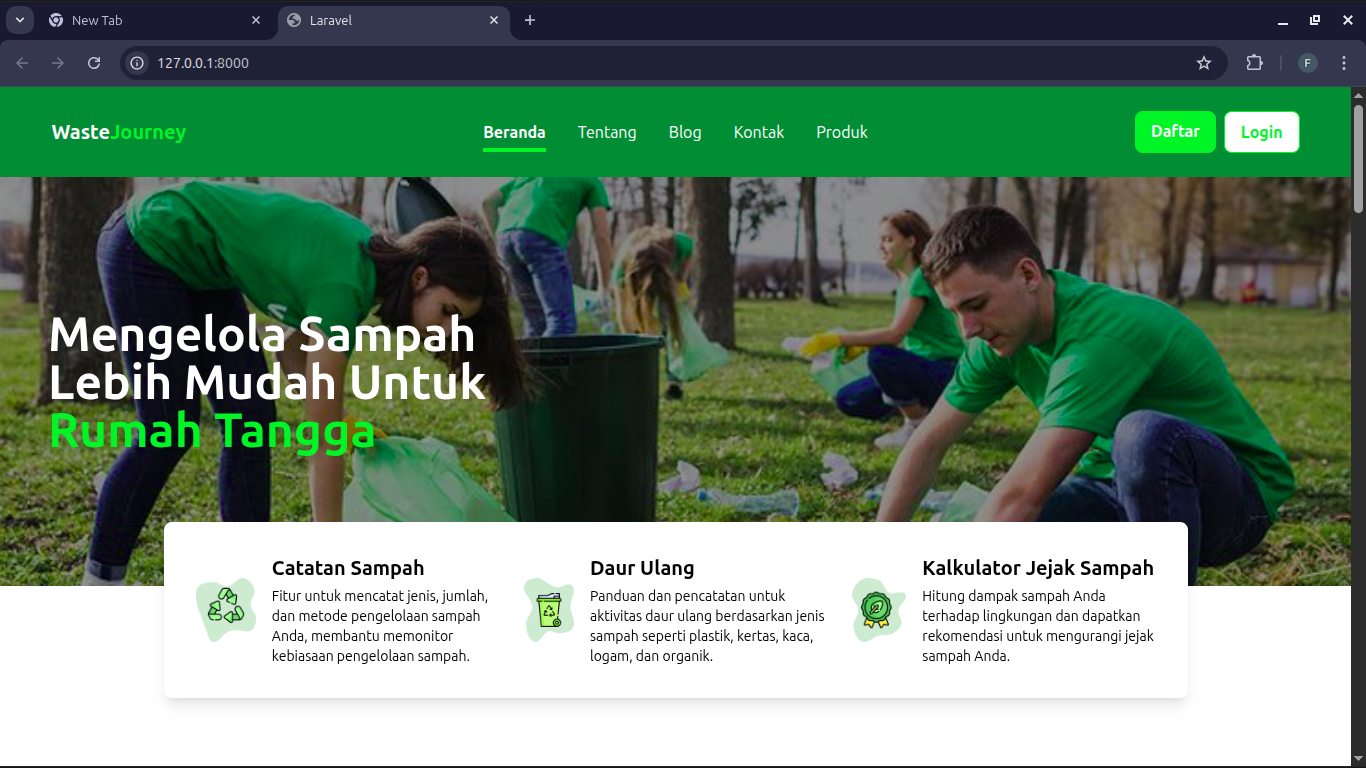 New Tab
Laravel
127.0.0.1:8000
F
WasteJourney
Beranda
Tentang
Blog
Kontak
Produk
Daftar
Login
Mengelola Sampah
Lebih Mudah Untuk
Rumah Tangga
Catatan Sampah
Fitur untuk mencatat jenis, jumlah,
dan metode pengelolaan sampah
Anda, membantu memonitor
kebiasaan pengelolaan sampah.
Daur Ulang
Panduan dan pencatatan untuk
aktivitas daur ulang berdasarkan jenis
sampah seperti plastik, kertas, kaca,
logam, dan organik.
Kalkulator Jejak Sampah
Hitung dampak sampah Anda
terhadap lingkungan dan dapatkan
rekomendasi untuk mengurangi jejak
sampah Anda.